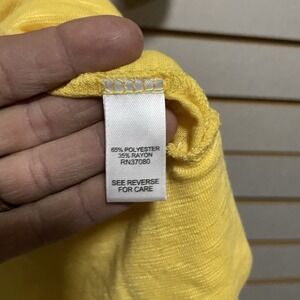 65% POLYESTER
35% RAYON
RN37080
SEE REVERSE
FOR CARE